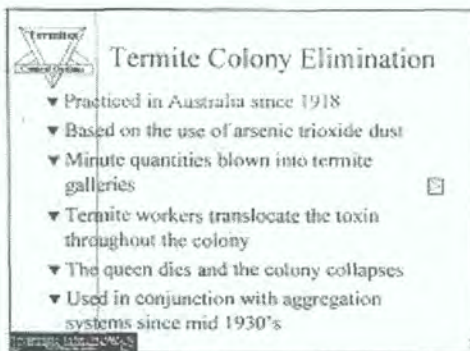 Termitex
Termite Colony Elimination
▼ Practiced in Australia since 1918
▼ Based on the use of arsenic trioxide dust
▼ Minute quantities blown into termite
galleries
▼ Termite workers translocate the toxin
throughout the colony
▼ The queen dies and the colony collapses
▼ Used in conjunction with aggregation
systems since mid 1930's